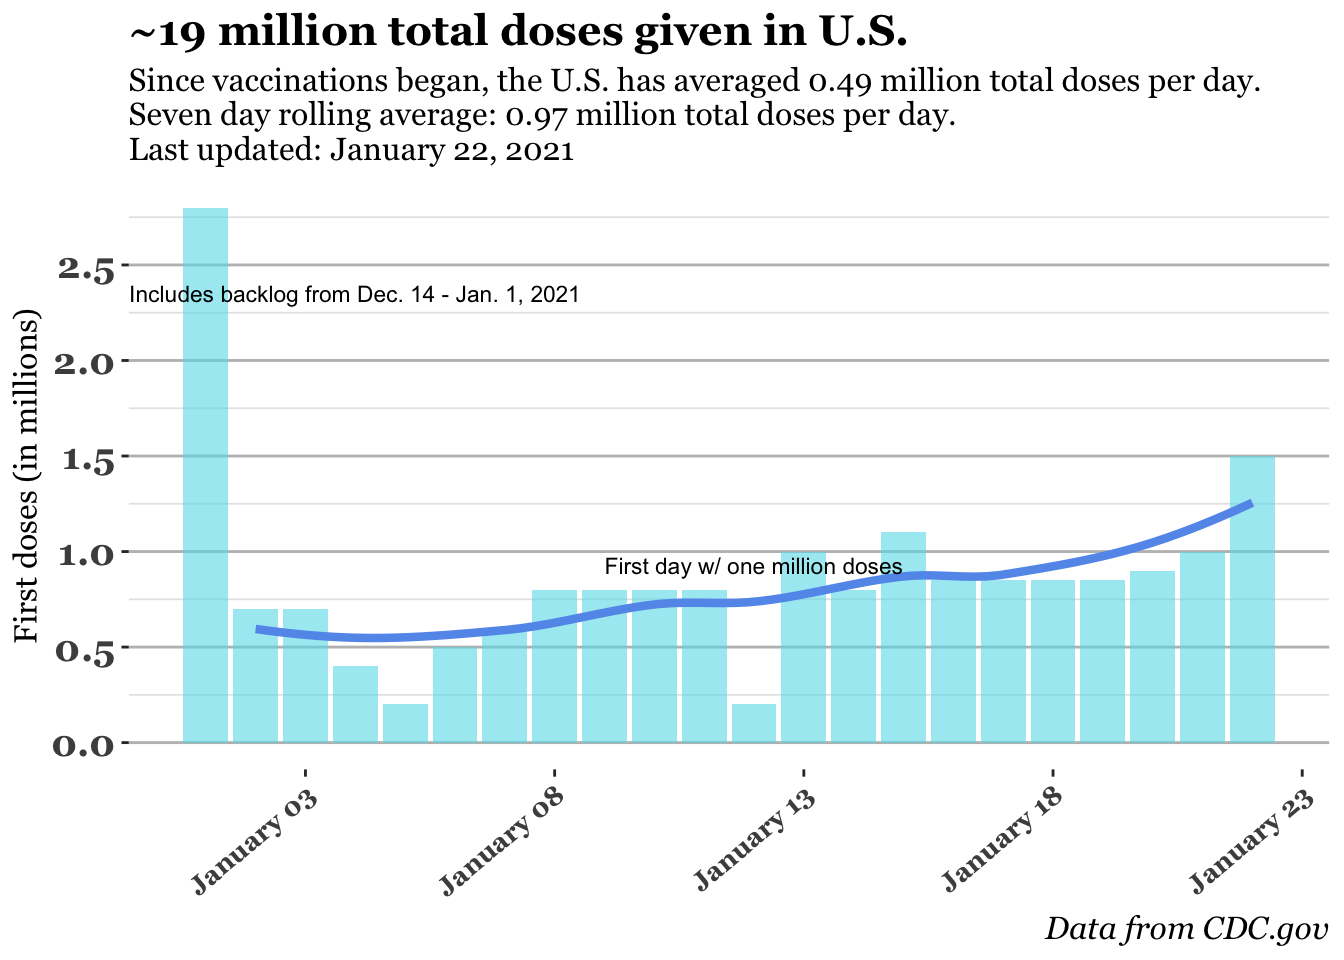 ~19 million total doses given in U.S.
Since vaccinations began, the U.S. has averaged 0.49 million total doses per day.
Seven day rolling average: 0.97 million total doses per day.
Last updated: January 22, 2021
First doses (in millions)
2.5
Includes backlog from Dec. 14 - Jan. 1, 2021
2.0
1.5
1.0
First day w/ one million doses
0.5
0.0
January 03
January 08
January 13
January 18
January 23
Data from CDC.gov